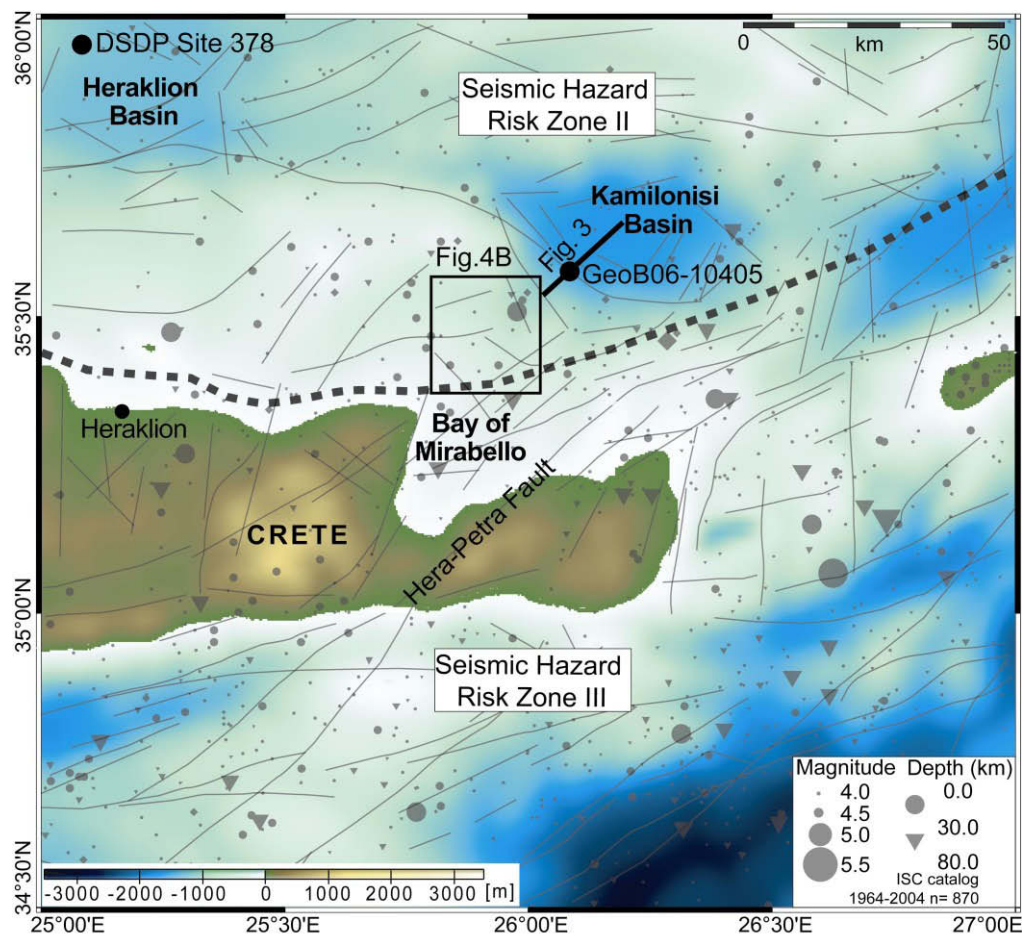 36°00'N
DSDP Site 378
0
50
km
Heraklion
Basin
Seismic Hazard
Risk Zone II
Kamilonisi
Basin
Fig. 3
Fig.4B
GeoB06-10405
35°30'N
Heraklion
Bay of
Mirabello
CRETE
Hera-Petra Fault
35°00'N
Seismic Hazard
Risk Zone III
Magnitude Depth (km)
4.0 0.0
4.5
5.0 30.0
5.5 80.0
ISC catalog
1964-2004 n= 870
34°30'N
-3000 -2000 -1000 0 1000 2000 3000 [m]
25°00'E 25°30'E 26°00'E 26°30'E 27°00'E